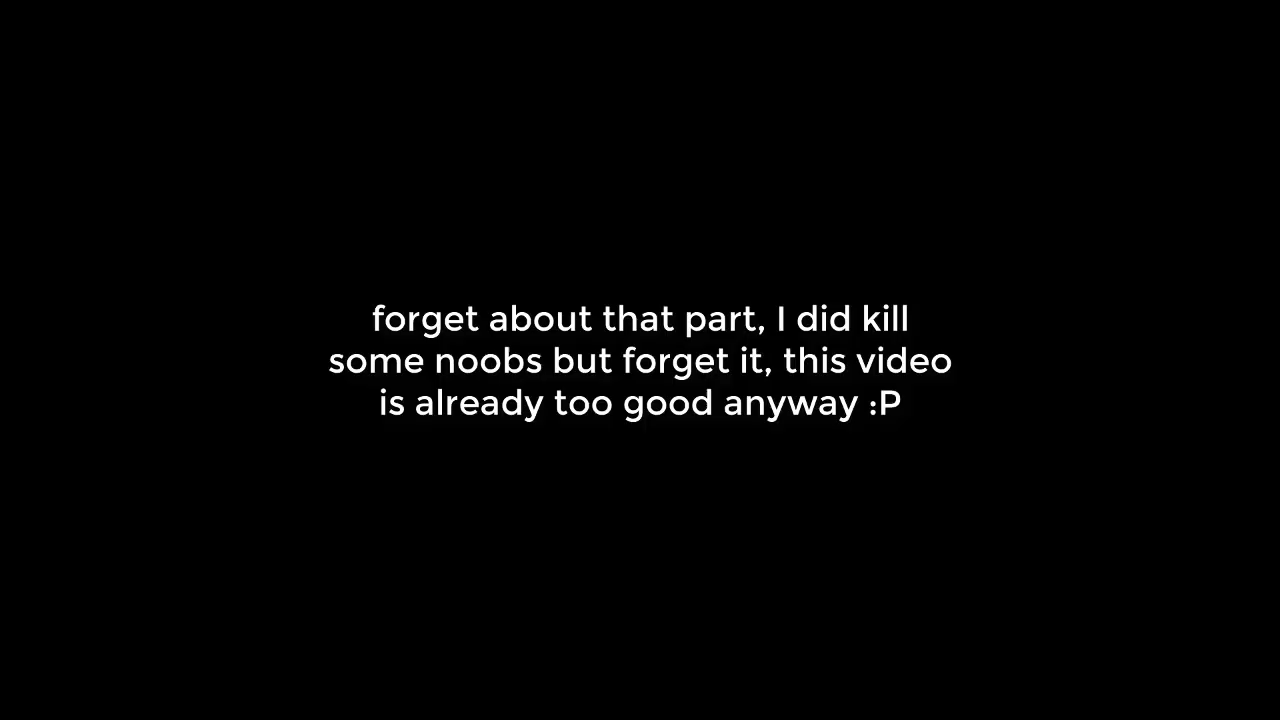 forget about that part, I did kill
some noobs but forget it, this video
is already too good anyway :P